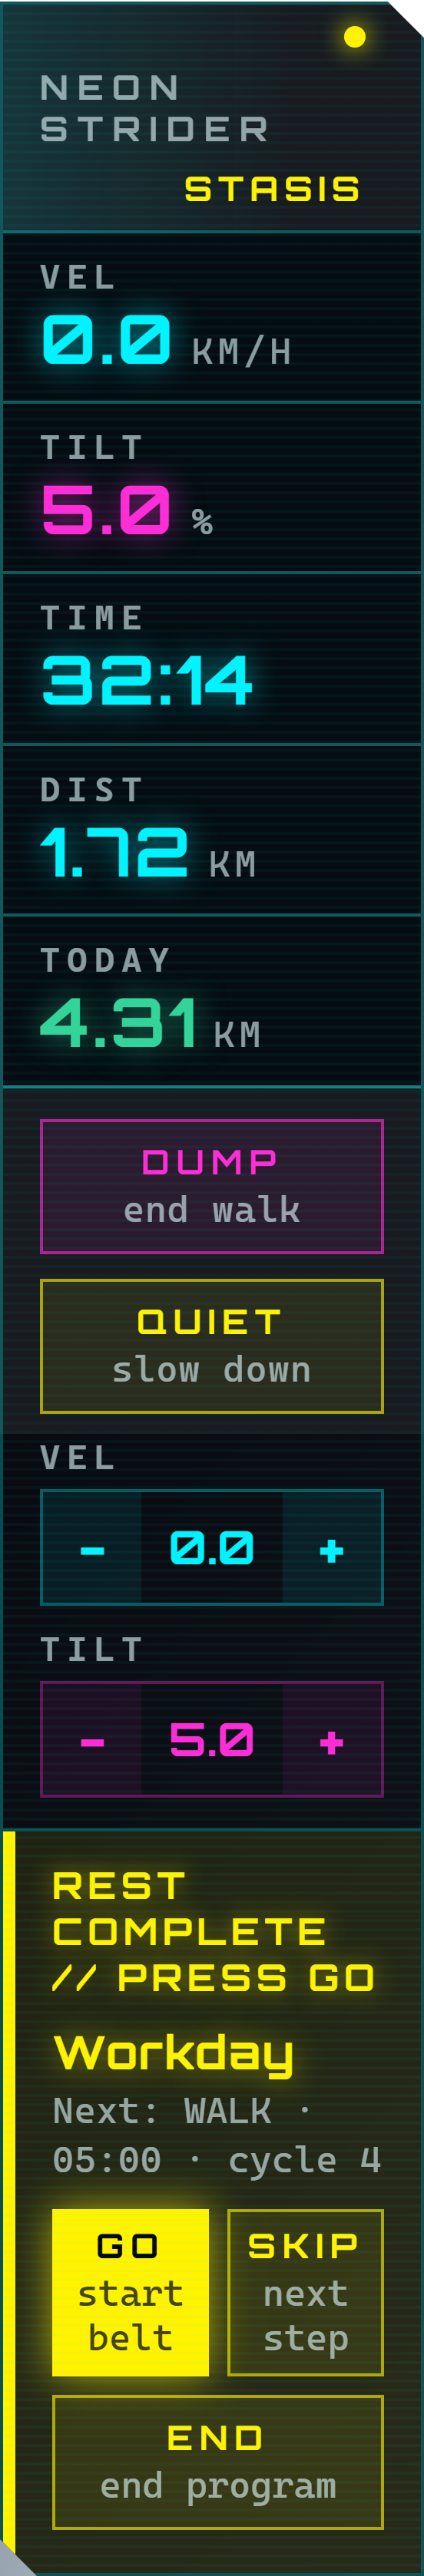 NEON
STRIDER
STASIS
VEL
0.0 KM/H
TILT
5.0 %
TIME
32:14
DIST
1.72 KM
TODAY
4.31 KM
DUMP
end walk
QUIET
slow down
VEL
- 0.0 +
TILT
- 5.0 +
REST
COMPLETE
// PRESS GO
Workday
Next: WALK ·
05:00 · cycle 4
GO
start
belt
SKIP
next
step
END
end program